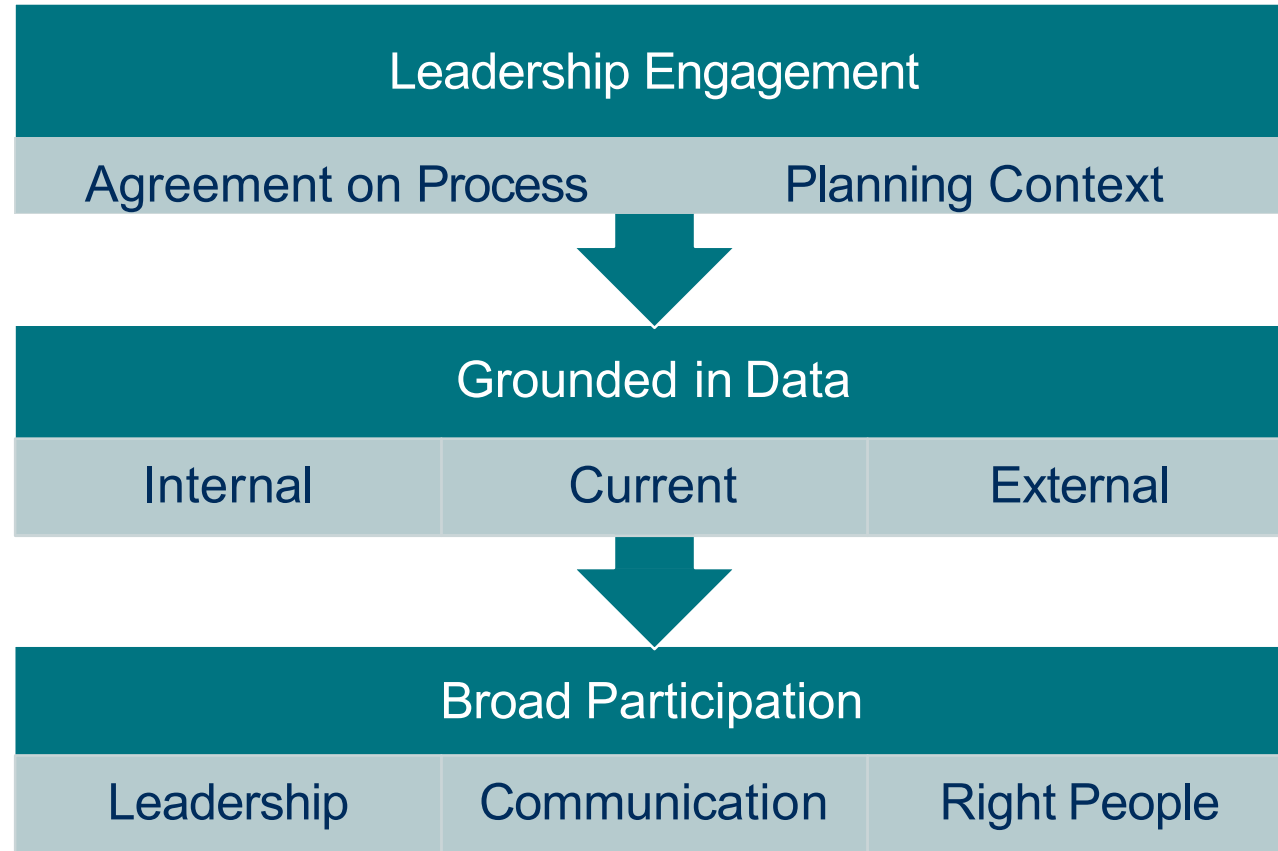 Leadership Engagement
Agreement on Process Planning Context
Grounded in Data
Internal Current External
Broad Participation
Leadership Communication Right People